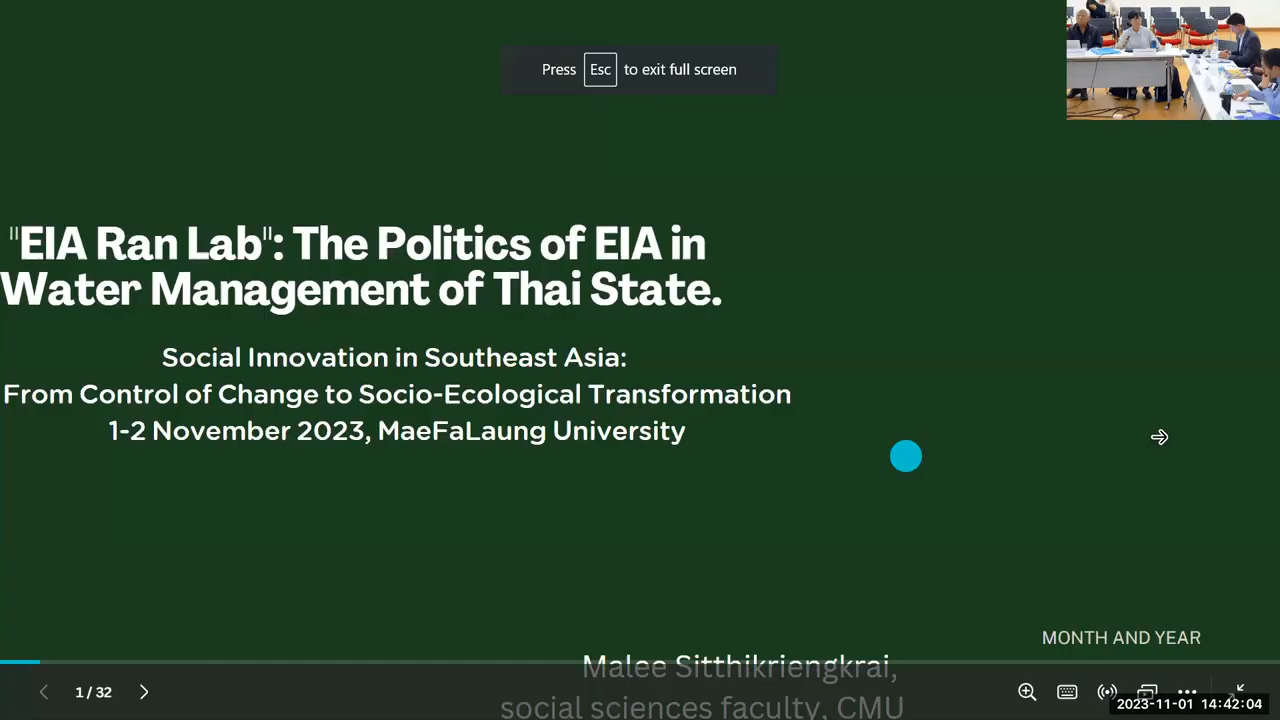 Press Esc to exit full screen
"EIA Ran Lab": The Politics of EIA in
Water Management of Thai State.
Social Innovation in Southeast Asia:
From Control of Change to Socio-Ecological Transformation
1-2 November 2023, MaeFaLaung University
MONTH AND YEAR
Malee Sitthikriengkrai,
social sciences faculty, CMU
1 / 32
2023-11-01 14:42:04